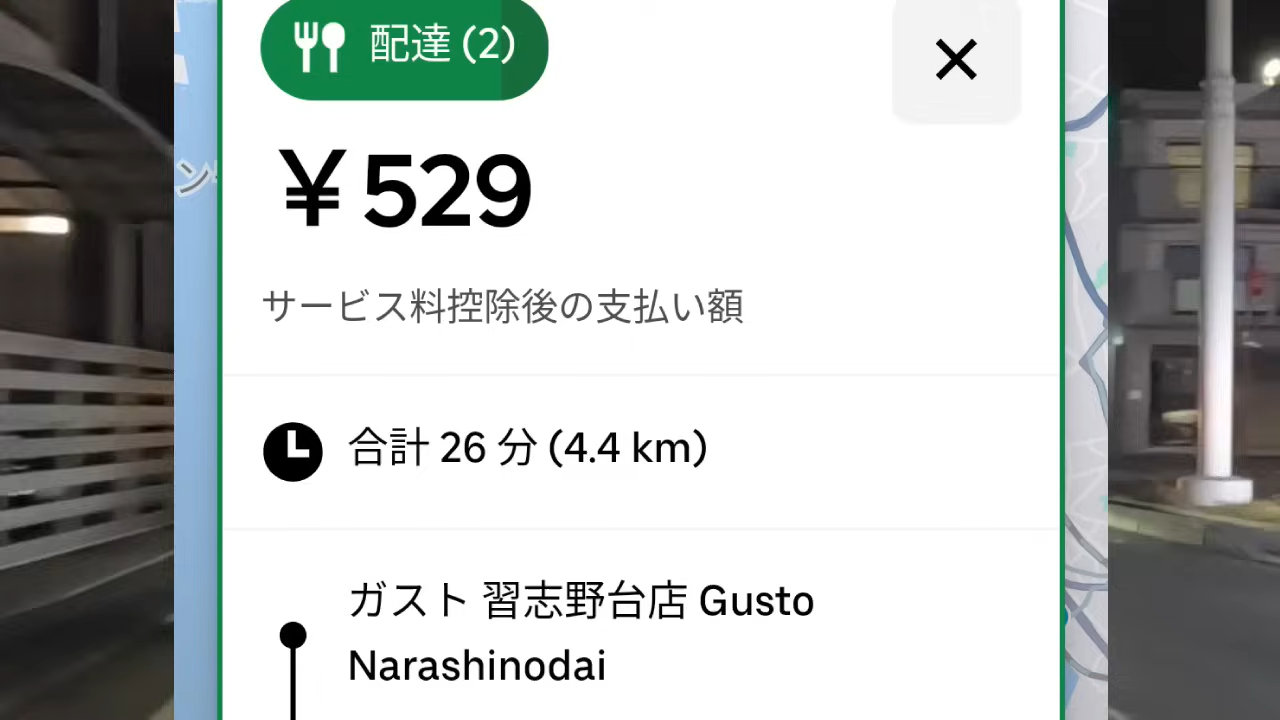 配達 (2)
￥529
サービス料控除後の支払い額
合計 26 分 (4.4 km)
ガスト 習志野台店 Gusto
Narashinodai